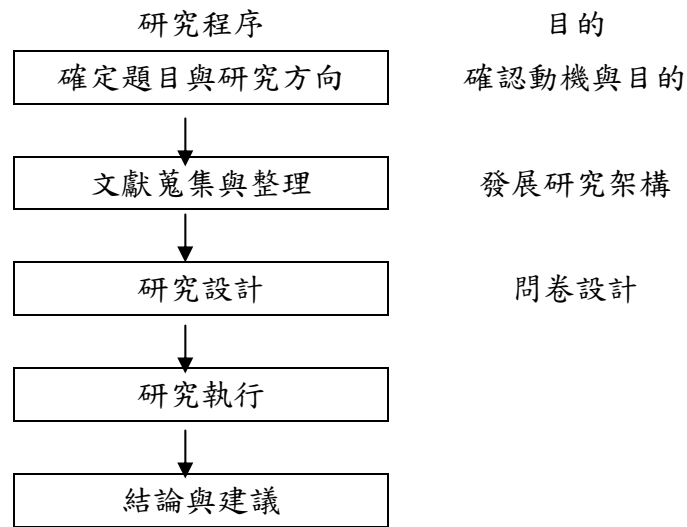 研究程序 目的
確定題目與研究方向 確認動機與目的
文獻蒐集與整理 發展研究架構
研究設計 問卷設計
研究執行
結論與建議